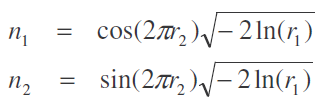 n₁ = cos(2πr₂)√−2ln(r₁)
n₂ = sin(2πr₂)√−2ln(r₁)